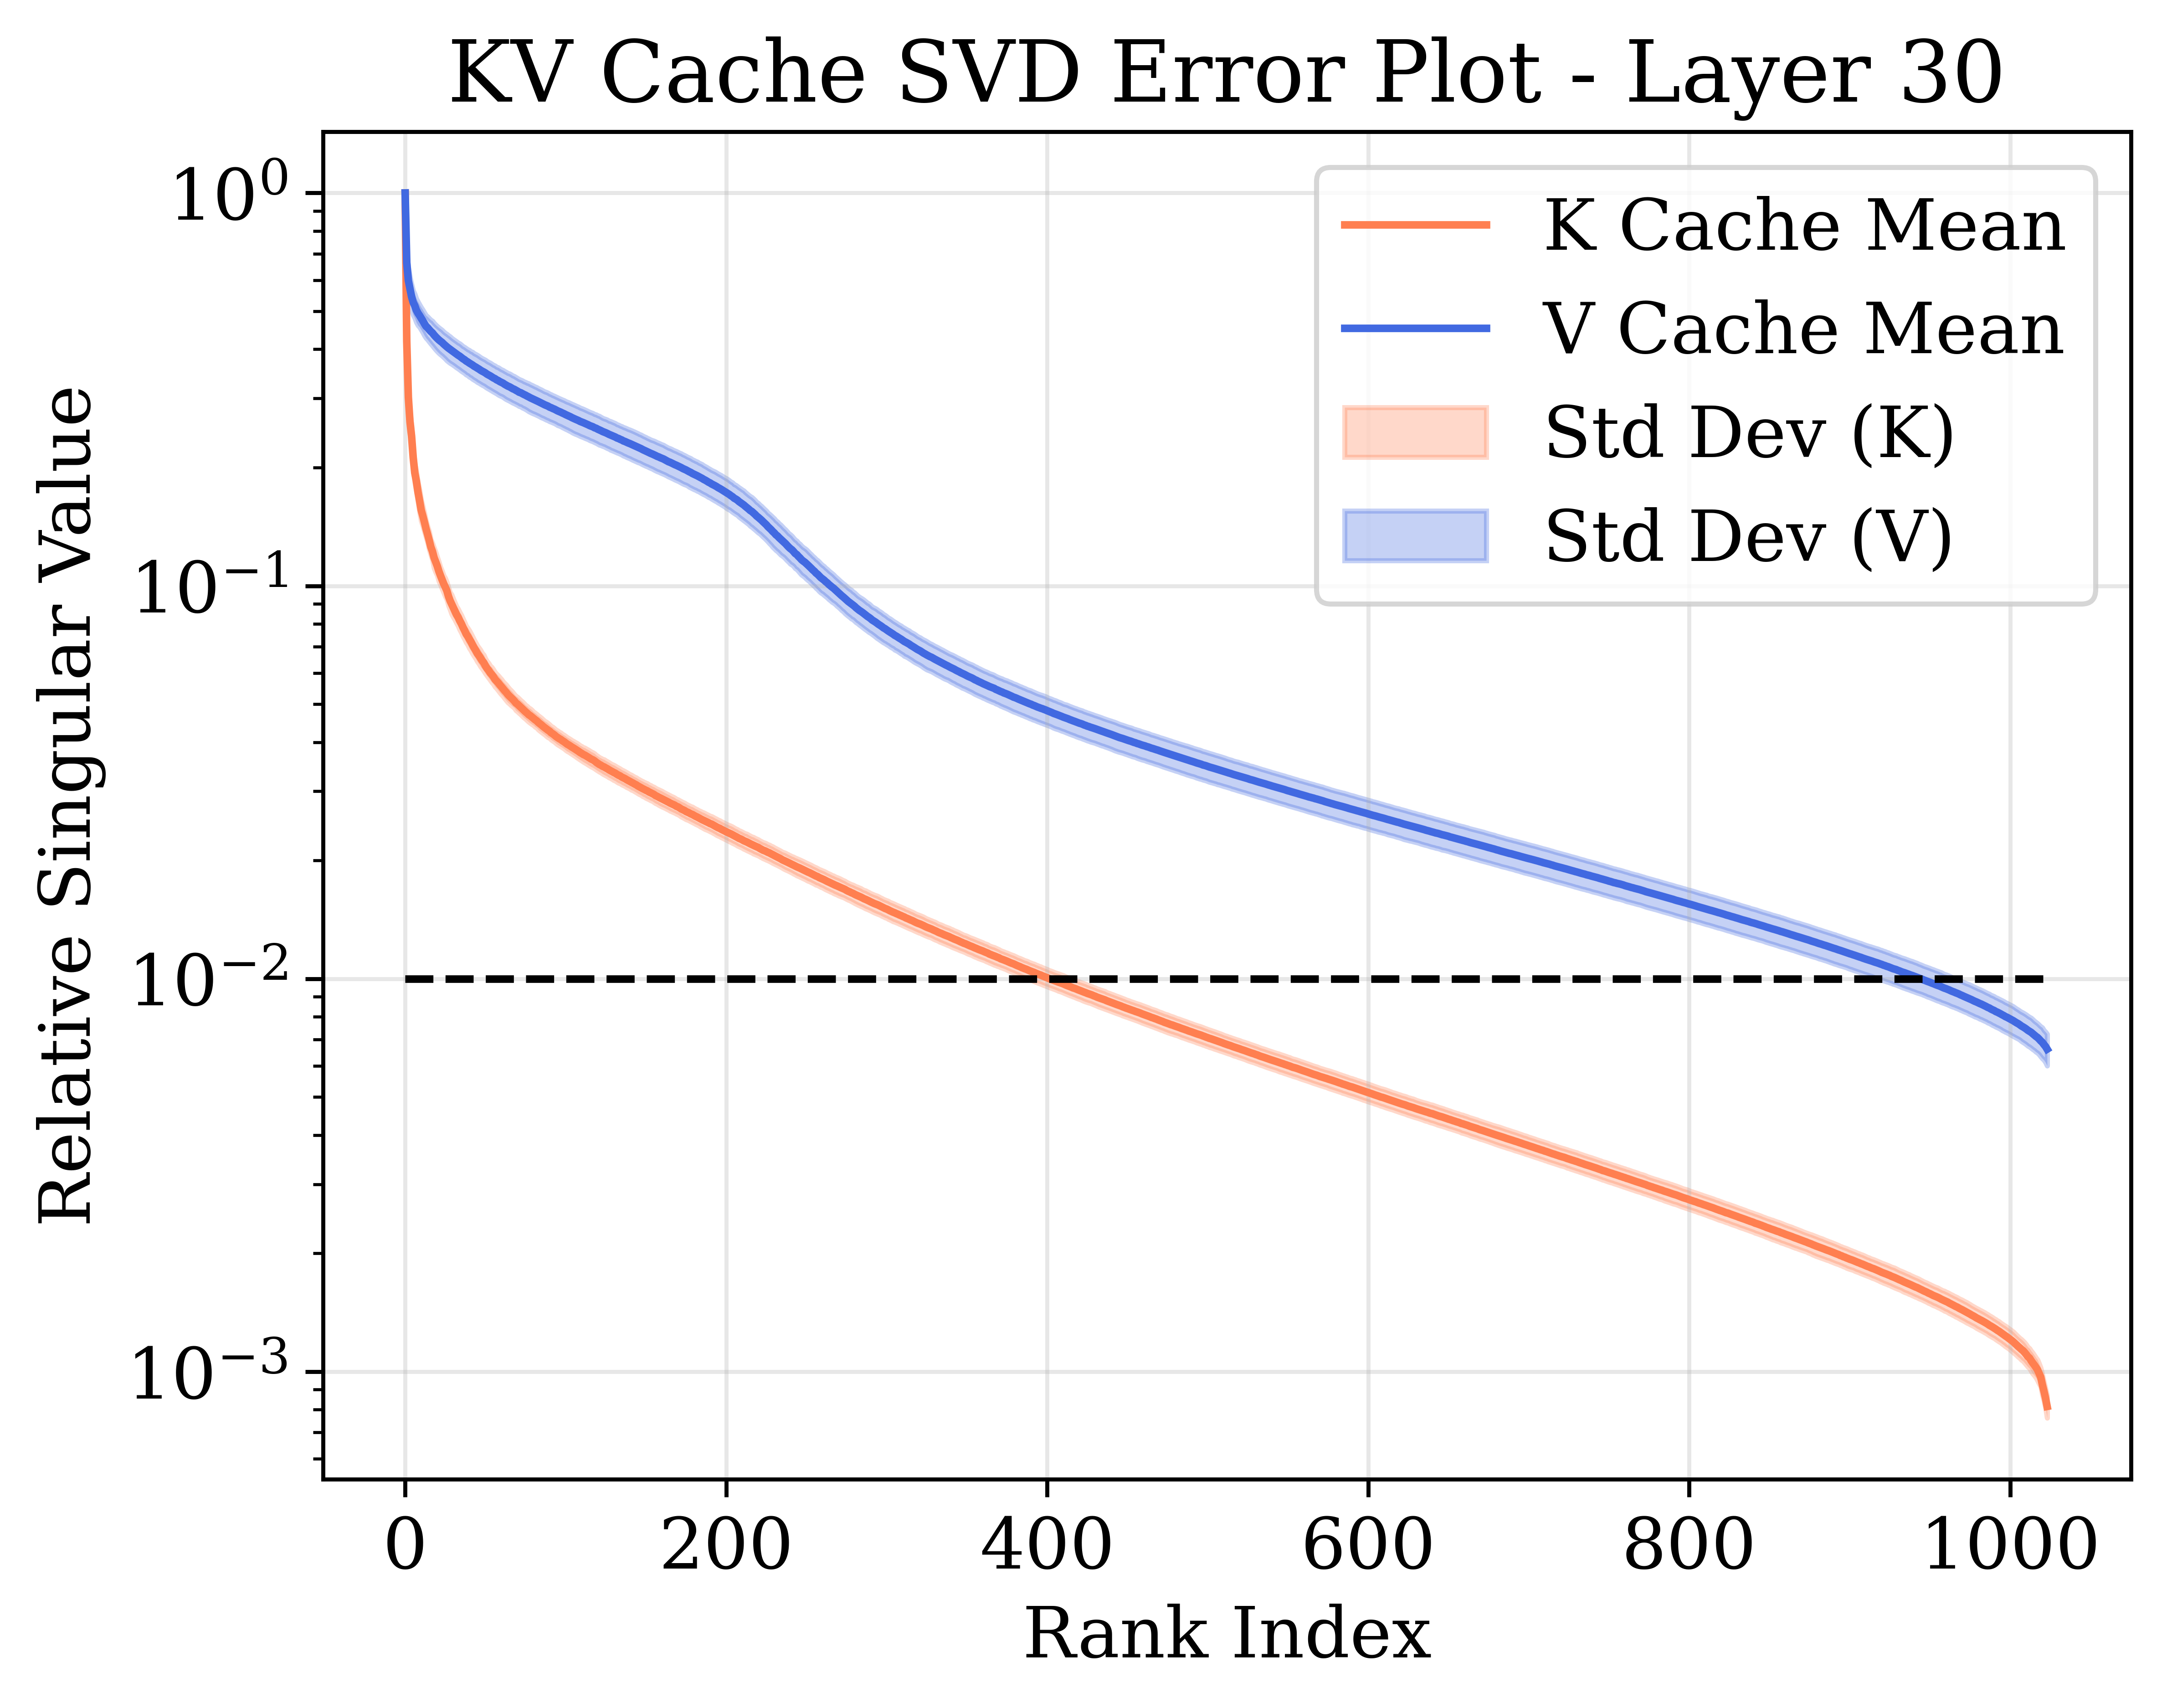 KV Cache SVD Error Plot - Layer 30
K Cache Mean
V Cache Mean
Std Dev (K)
Std Dev (V)
Relative Singular Value
10⁰
10⁻¹
10⁻²
10⁻³
0 200 400 600 800 1000
Rank Index